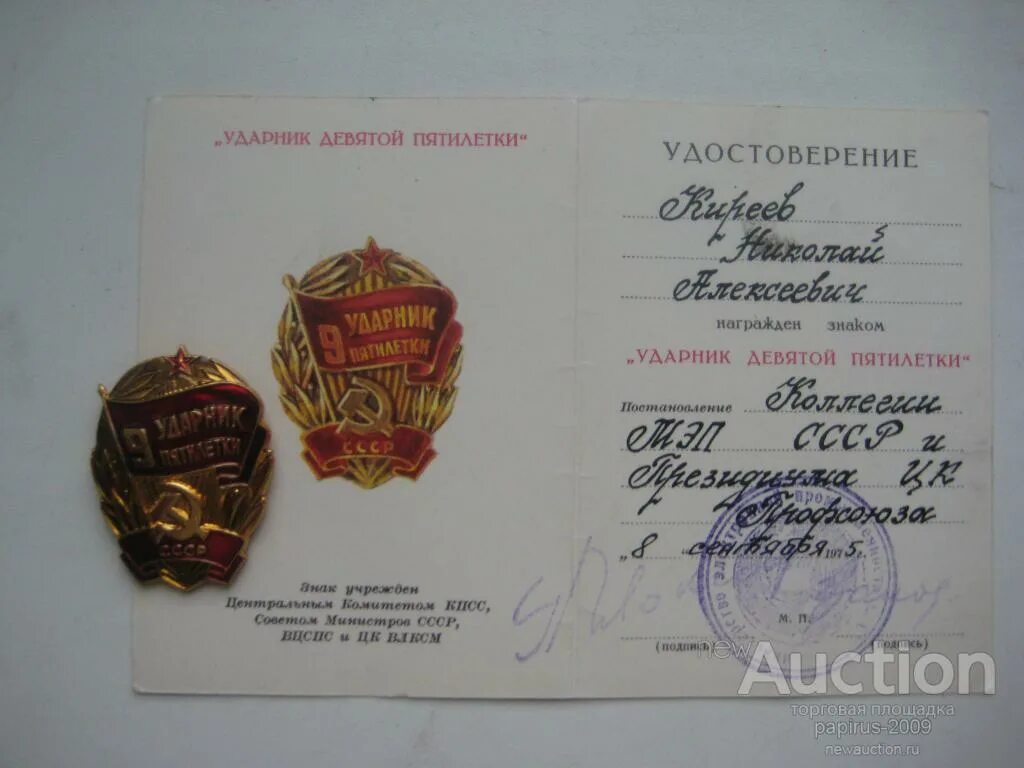 „УДАРНИК ДЕВЯТОЙ ПЯТИЛЕТКИ“
9 УДАРНИК
ПЯТИЛЕТКИ
СССР
9 УДАРНИК
ПЯТИЛЕТКИ
СССР
Знак учрежден
Центральным Комитетом КПСС,
Советом Министров СССР,
ВЦСПС и ЦК ВЛКСМ
УДОСТОВЕРЕНИЕ
Киреев
Николай
Алексеевич
награжден знаком
„УДАРНИК ДЕВЯТОЙ ПЯТИЛЕТКИ“
Постановление Коллегии
МЭП СССР и
Президиума ЦК
Профсоюза
„8 сентября 1975г.
М. П.
(подпись) (подпись)
newAuction
торговая площадка
papirus-2009
newauction.ru